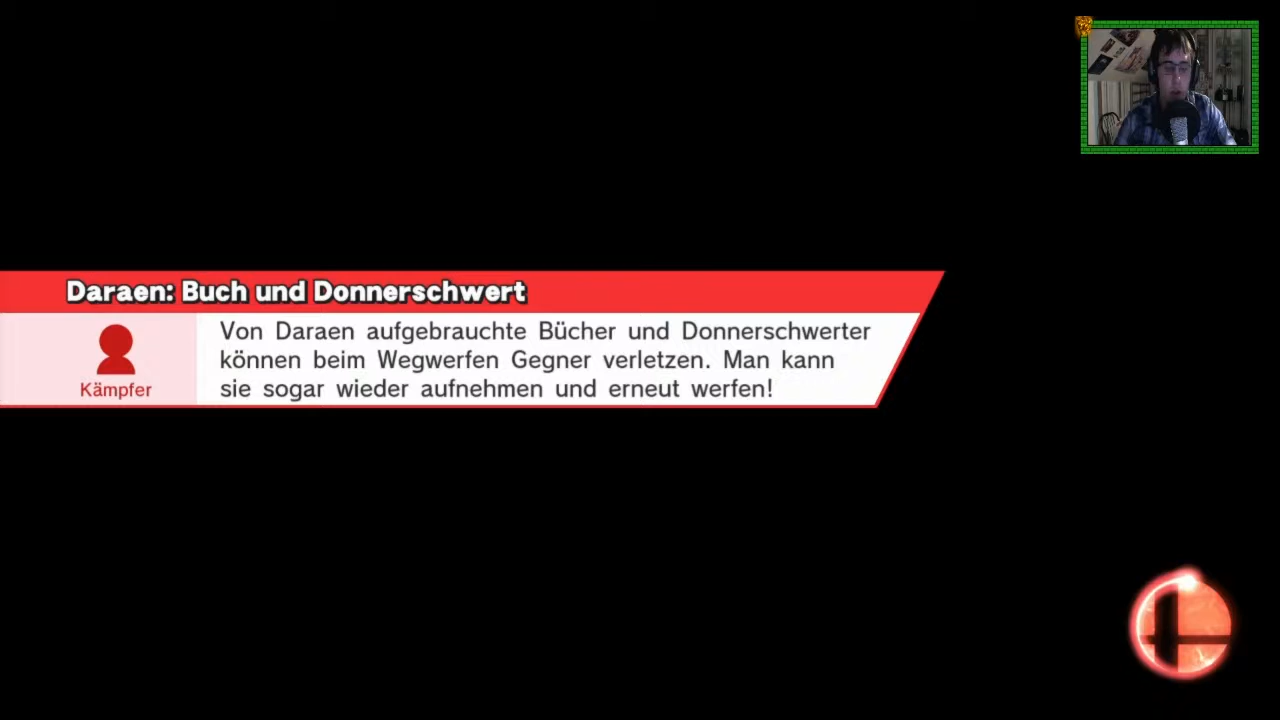 Daraen: Buch und Donnerschwert
Von Daraen aufgebrauchte Bücher und Donnerschwerter
können beim Wegwerfen Gegner verletzen. Man kann
sie sogar wieder aufnehmen und erneut werfen!
Kämpfer